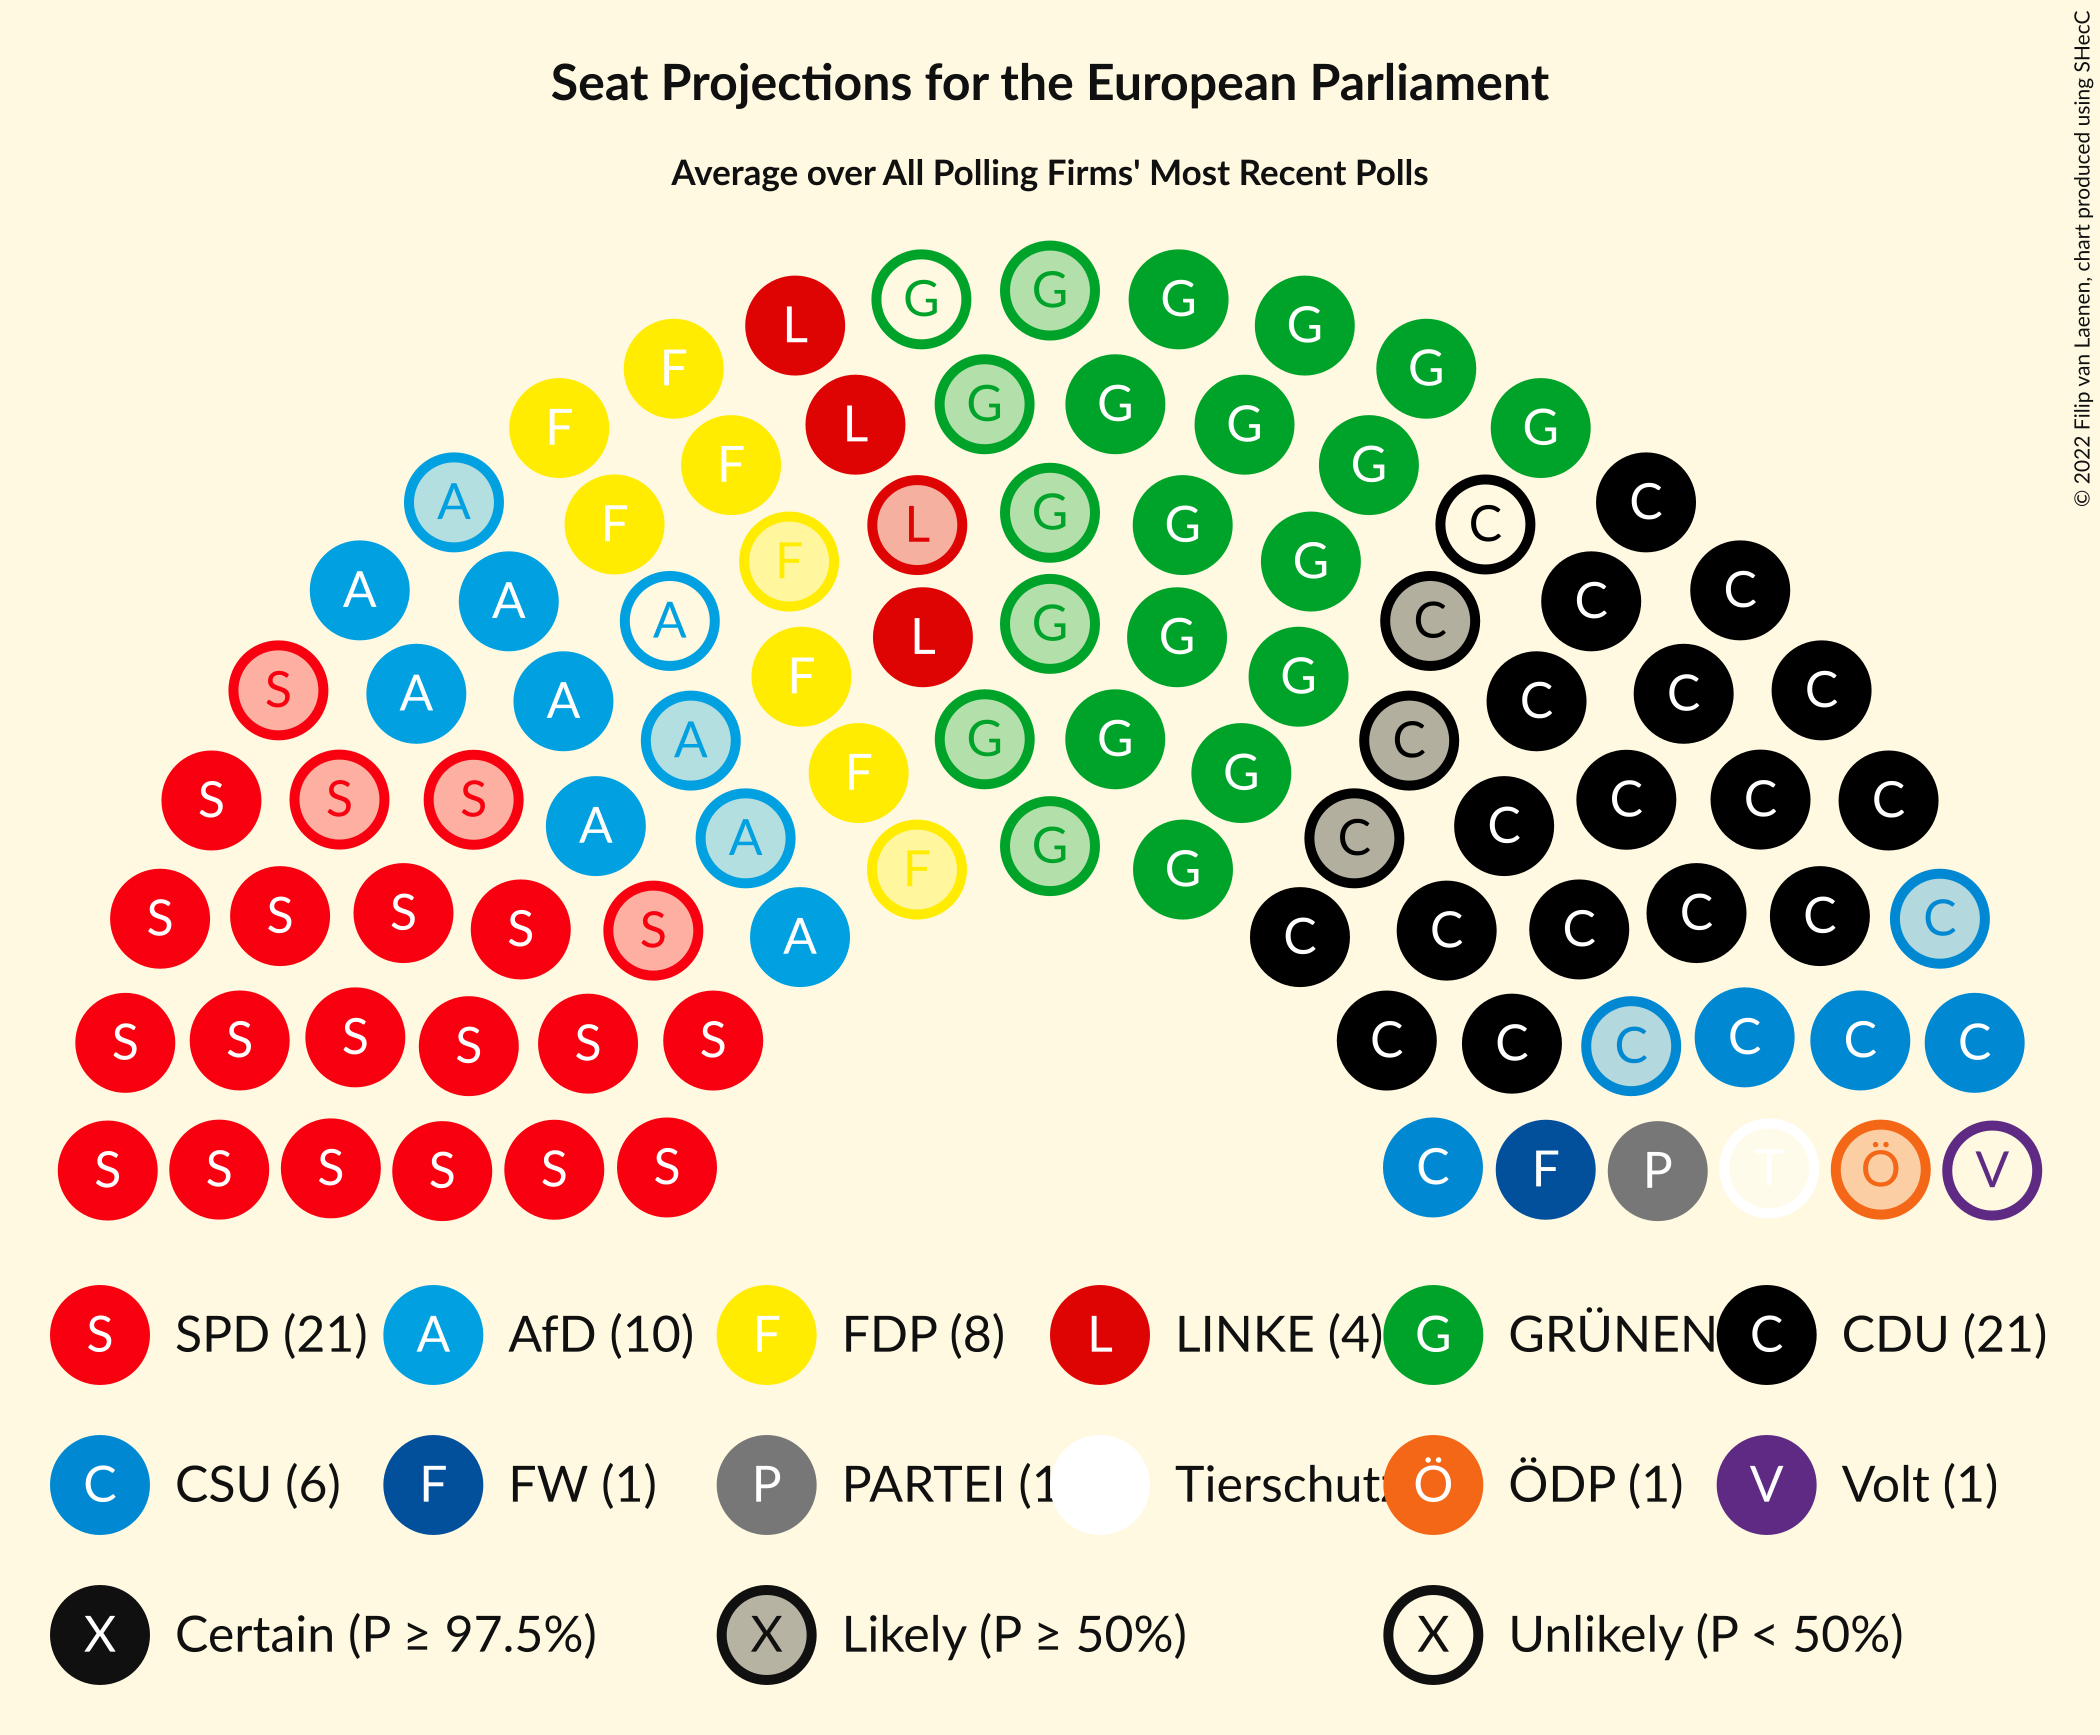 Seat Projections for the European Parliament
Average over All Polling Firms' Most Recent Polls
© 2022 Filip van Laenen, chart produced using SHecC
G G G
L G
F G
G G
F L G G
F G
A G C
F L G C
F G
A A C C
A L G G C
S A A F G C C C
A G G C
F G
S S S A C C C C
A G C
F G
S S S S S A C C C C C C
S S S S S S C C C C C C
S S S S S S C F P T Ö V
S SPD (21) A AfD (10) F FDP (8) L LINKE (4) G GRÜNEN C CDU (21)
C CSU (6) F FW (1) P PARTEI (1 Tierschutz Ö ÖDP (1) V Volt (1)
X Certain (P ≥ 97.5%) X Likely (P ≥ 50%) X Unlikely (P < 50%)